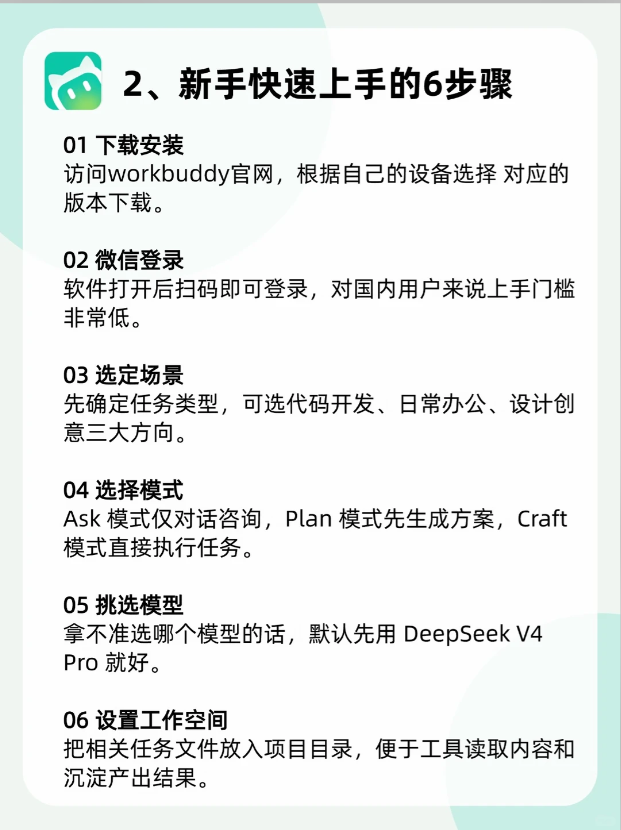 2、新手快速上手的6步骤
01 下载安装
访问workbuddy官网，根据自己的设备选择 对应的
版本下载。
02 微信登录
软件打开后扫码即可登录，对国内用户来说上手门槛
非常低。
03 选定场景
先确定任务类型，可选代码开发、日常办公、设计创
意三大方向。
04 选择模式
Ask 模式仅对话咨询，Plan 模式先生成方案，Craft
模式直接执行任务。
05 挑选模型
拿不准选哪个模型的话，默认先用 DeepSeek V4
Pro 就好。
06 设置工作空间
把相关任务文件放入项目目录，便于工具读取内容和
沉淀产出结果。